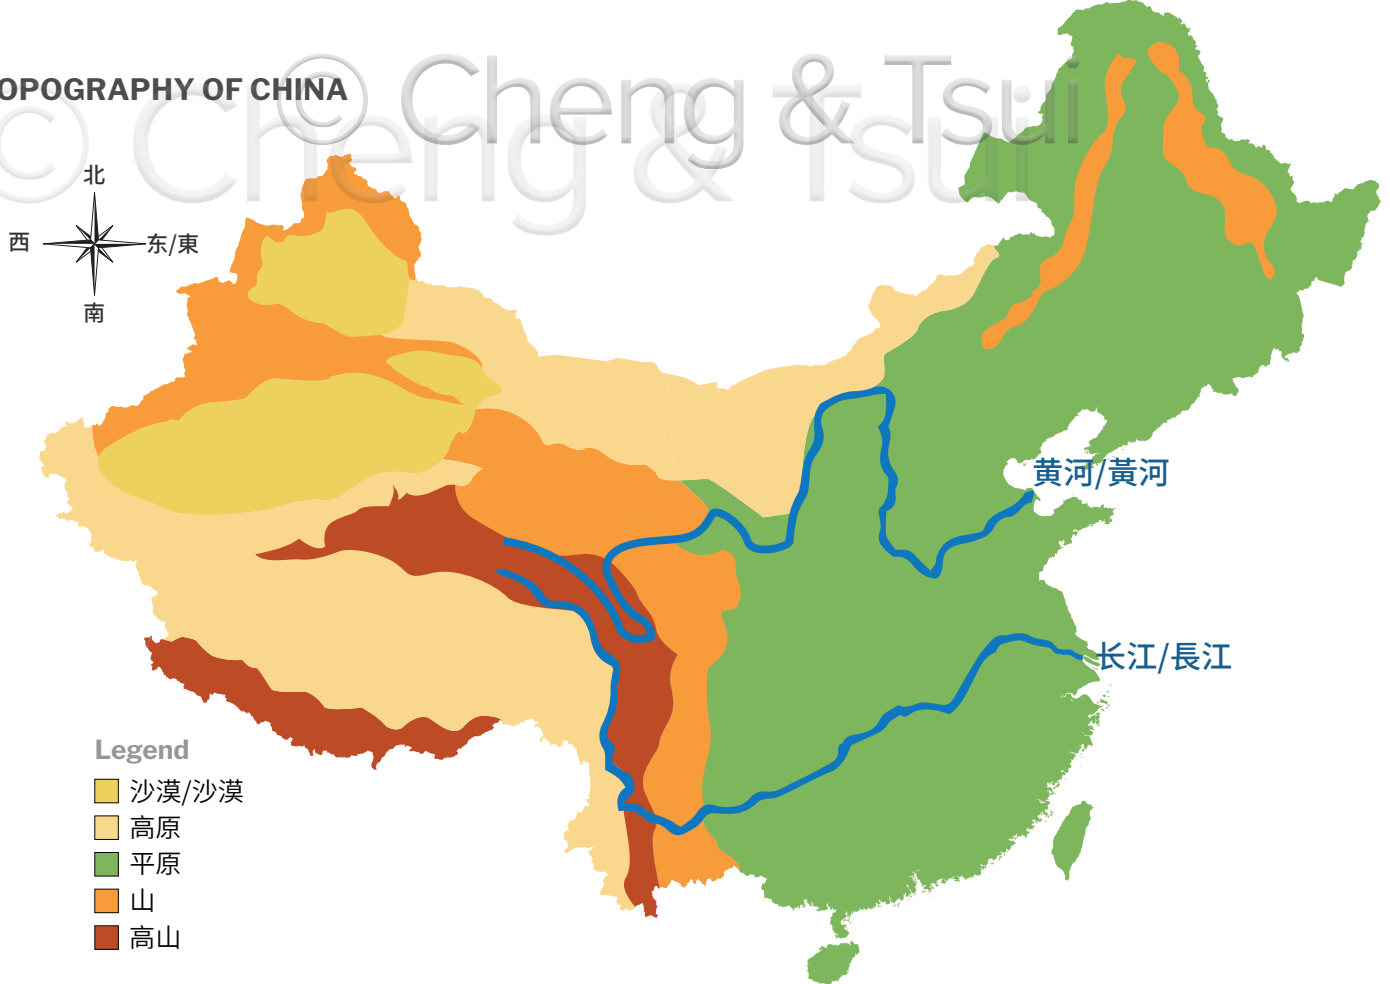 © Cheng & Tsui
© Cheng & Tsui
OPOGRAPHY OF CHINA
北
西
东/東
南
黄河/黃河
长江/長江
Legend
沙漠/沙漠
高原
平原
山
高山